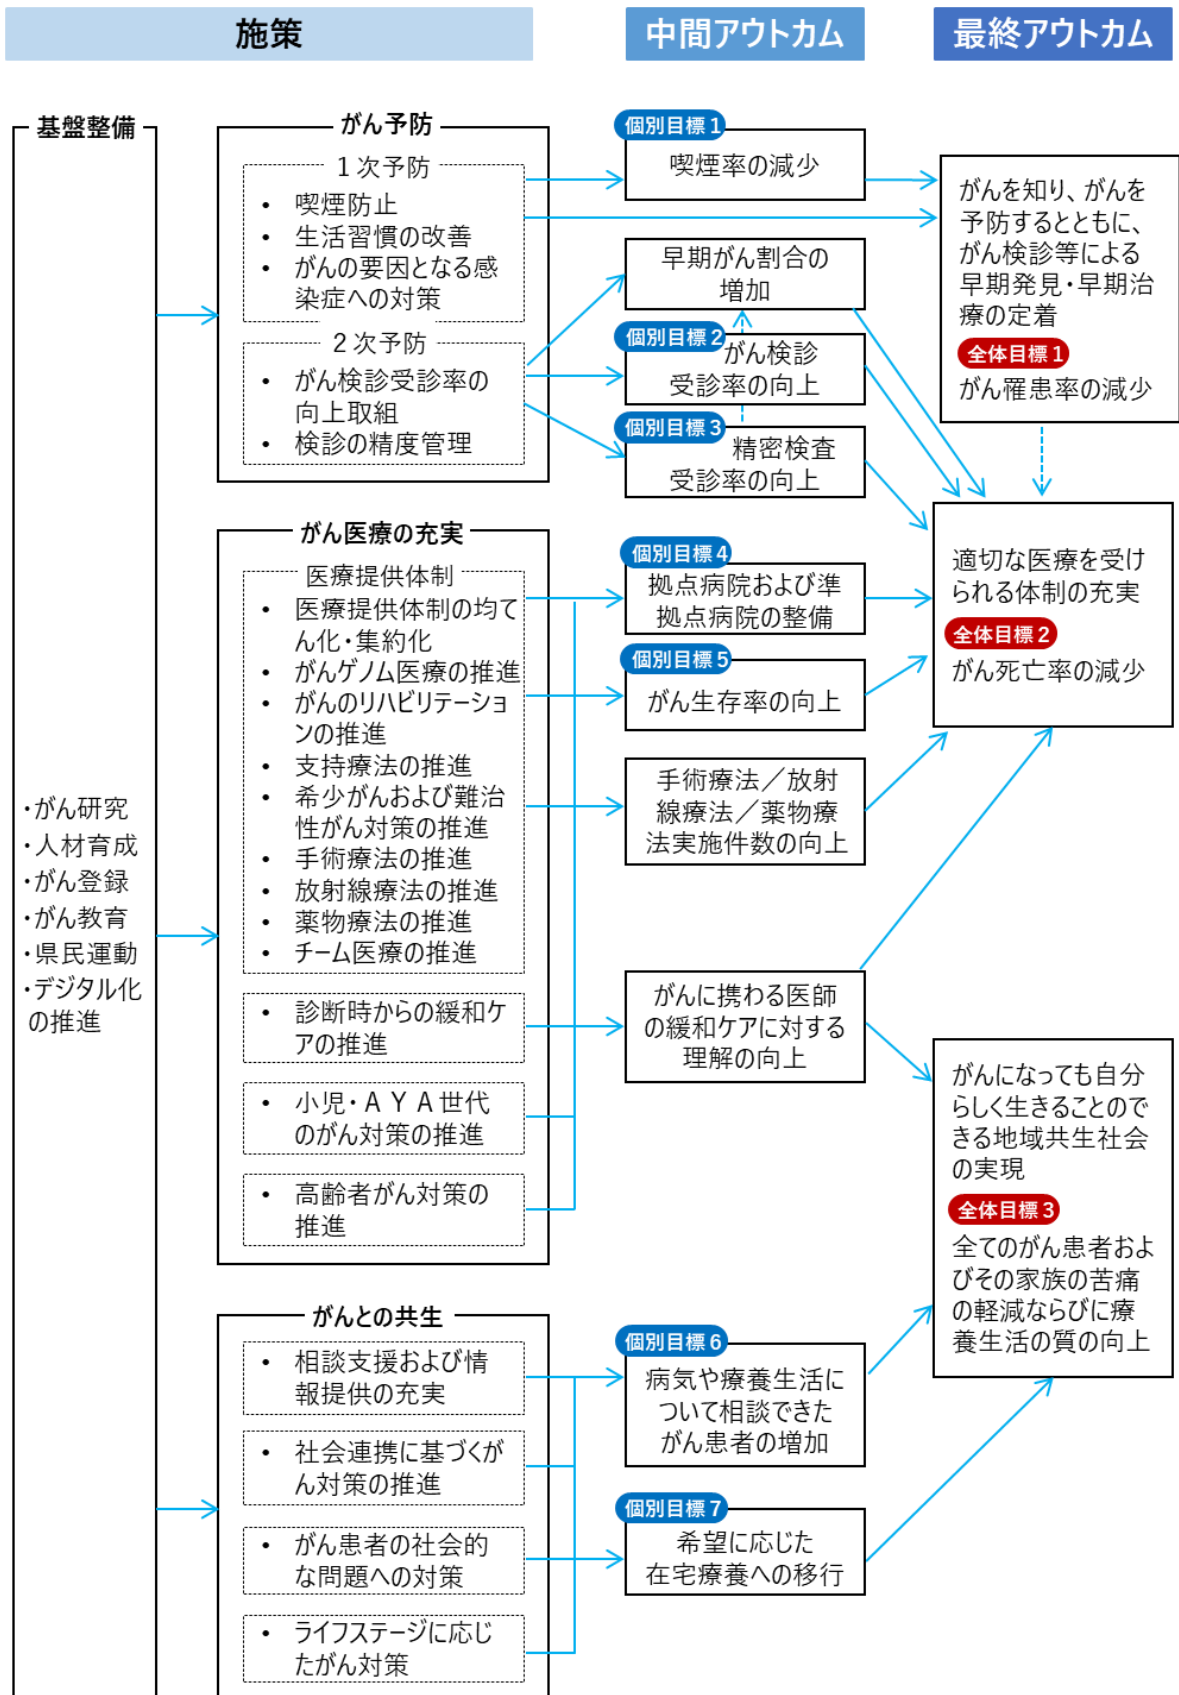 施策
中間アウトカム
最終アウトカム
基盤整備
・がん研究
・人材育成
・がん登録
・がん教育
・県民運動
・デジタル化
の推進
がん予防
1次予防
• 喫煙防止
• 生活習慣の改善
• がんの要因となる感
染症への対策
2次予防
• がん検診受診率の
向上取組
• 検診の精度管理
がん医療の充実
医療提供体制
• 医療提供体制の均て
ん化・集約化
• がんゲノム医療の推進
• がんのリハビリテーショ
ンの推進
• 支持療法の推進
• 希少がんおよび難治
性がん対策の推進
• 手術療法の推進
• 放射線療法の推進
• 薬物療法の推進
• チーム医療の推進
• 診断時からの緩和ケ
アの推進
• 小児・AYA世代
のがん対策の推進
• 高齢者がん対策の
推進
がんとの共生
• 相談支援および情
報提供の充実
• 社会連携に基づくが
ん対策の推進
• がん患者の社会的
な問題への対策
• ライフステージに応じ
たがん対策
個別目標1
喫煙率の減少
早期がん割合の
増加
個別目標2
がん検診
受診率の向上
個別目標3
精密検査
受診率の向上
個別目標4
拠点病院および準
拠点病院の整備
個別目標5
がん生存率の向上
手術療法/放射
線療法/薬物療
法実施件数の向上
がんに携わる医師
の緩和ケアに対する
理解の向上
個別目標6
病気や療養生活に
ついて相談できた
がん患者の増加
個別目標7
希望に応じた
在宅療養への移行
がんを知り、がんを
予防するとともに、
がん検診等による
早期発見・早期治
療の定着
全体目標1
がん罹患率の減少
適切な医療を受け
られる体制の充実
全体目標2
がん死亡率の減少
がんになっても自分
らしく生きることので
きる地域共生社会
の実現
全体目標3
全てのがん患者およ
びその家族の苦痛
の軽減ならびに療
養生活の質の向上